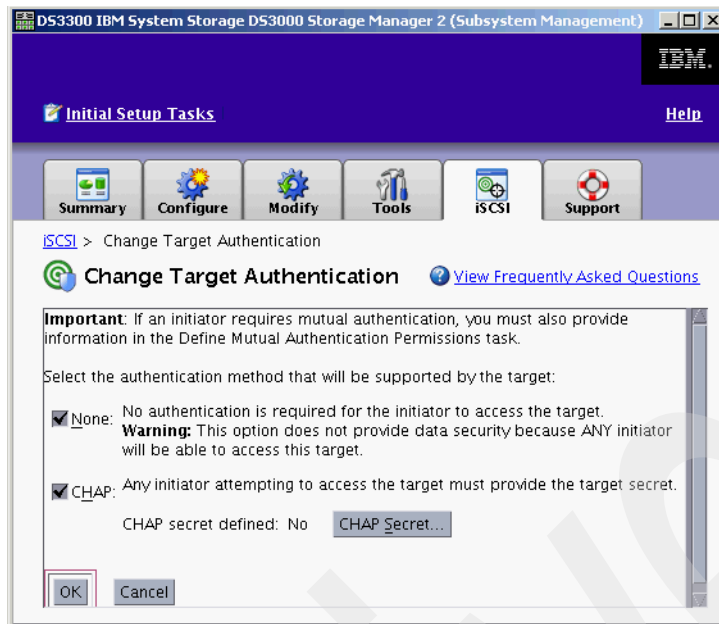 DS3300 IBM System Storage DS3000 Storage Manager 2 (Subsystem Management)
IBM.
Initial Setup Tasks
Help
Summary
Configure
Modify
Tools
iSCSI
Support
iSCSI > Change Target Authentication
Change Target Authentication
View Frequently Asked Questions
Important: If an initiator requires mutual authentication, you must also provide
information in the Define Mutual Authentication Permissions task.
Select the authentication method that will be supported by the target:
None: No authentication is required for the initiator to access the target.
Warning: This option does not provide data security because ANY initiator
will be able to access this target.
CHAP: Any initiator attempting to access the target must provide the target secret.
CHAP secret defined: No CHAP Secret...
OK Cancel